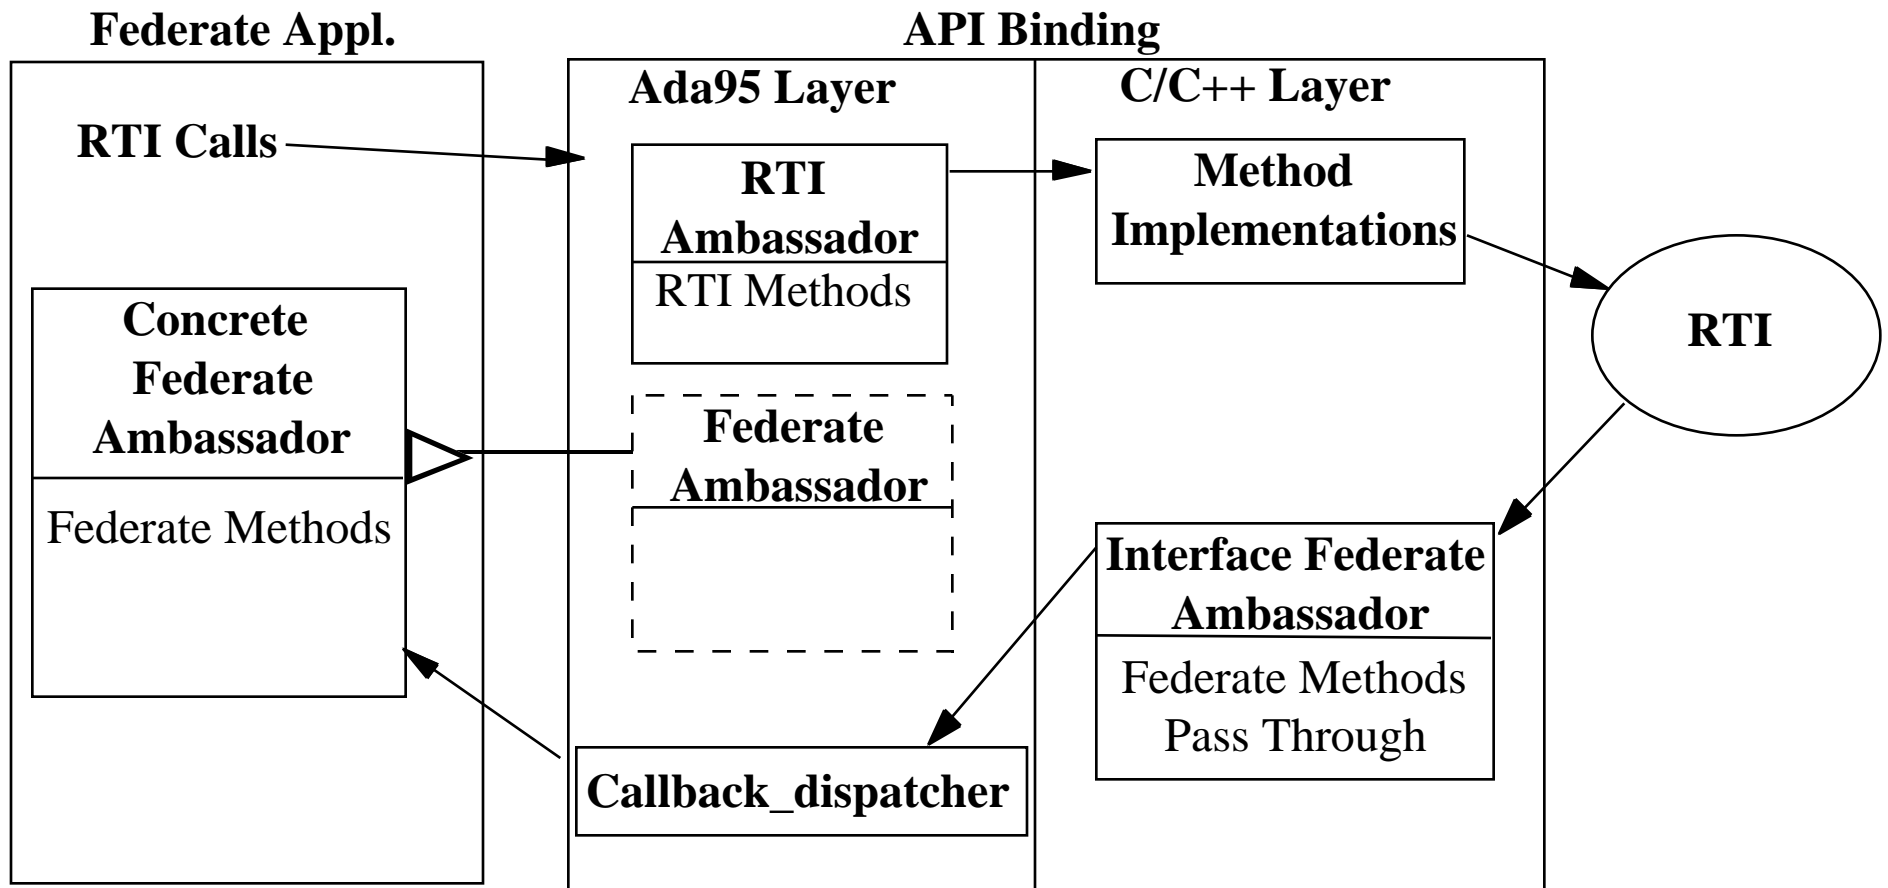 Federate Appl.
API Binding
Ada95 Layer
C/C++ Layer
RTI Calls
RTI
Ambassador
RTI Methods
Method
Implementations
RTI
Concrete
Federate
Ambassador
Federate Methods
Federate
Ambassador
Interface Federate
Ambassador
Federate Methods
Pass Through
Callback_dispatcher